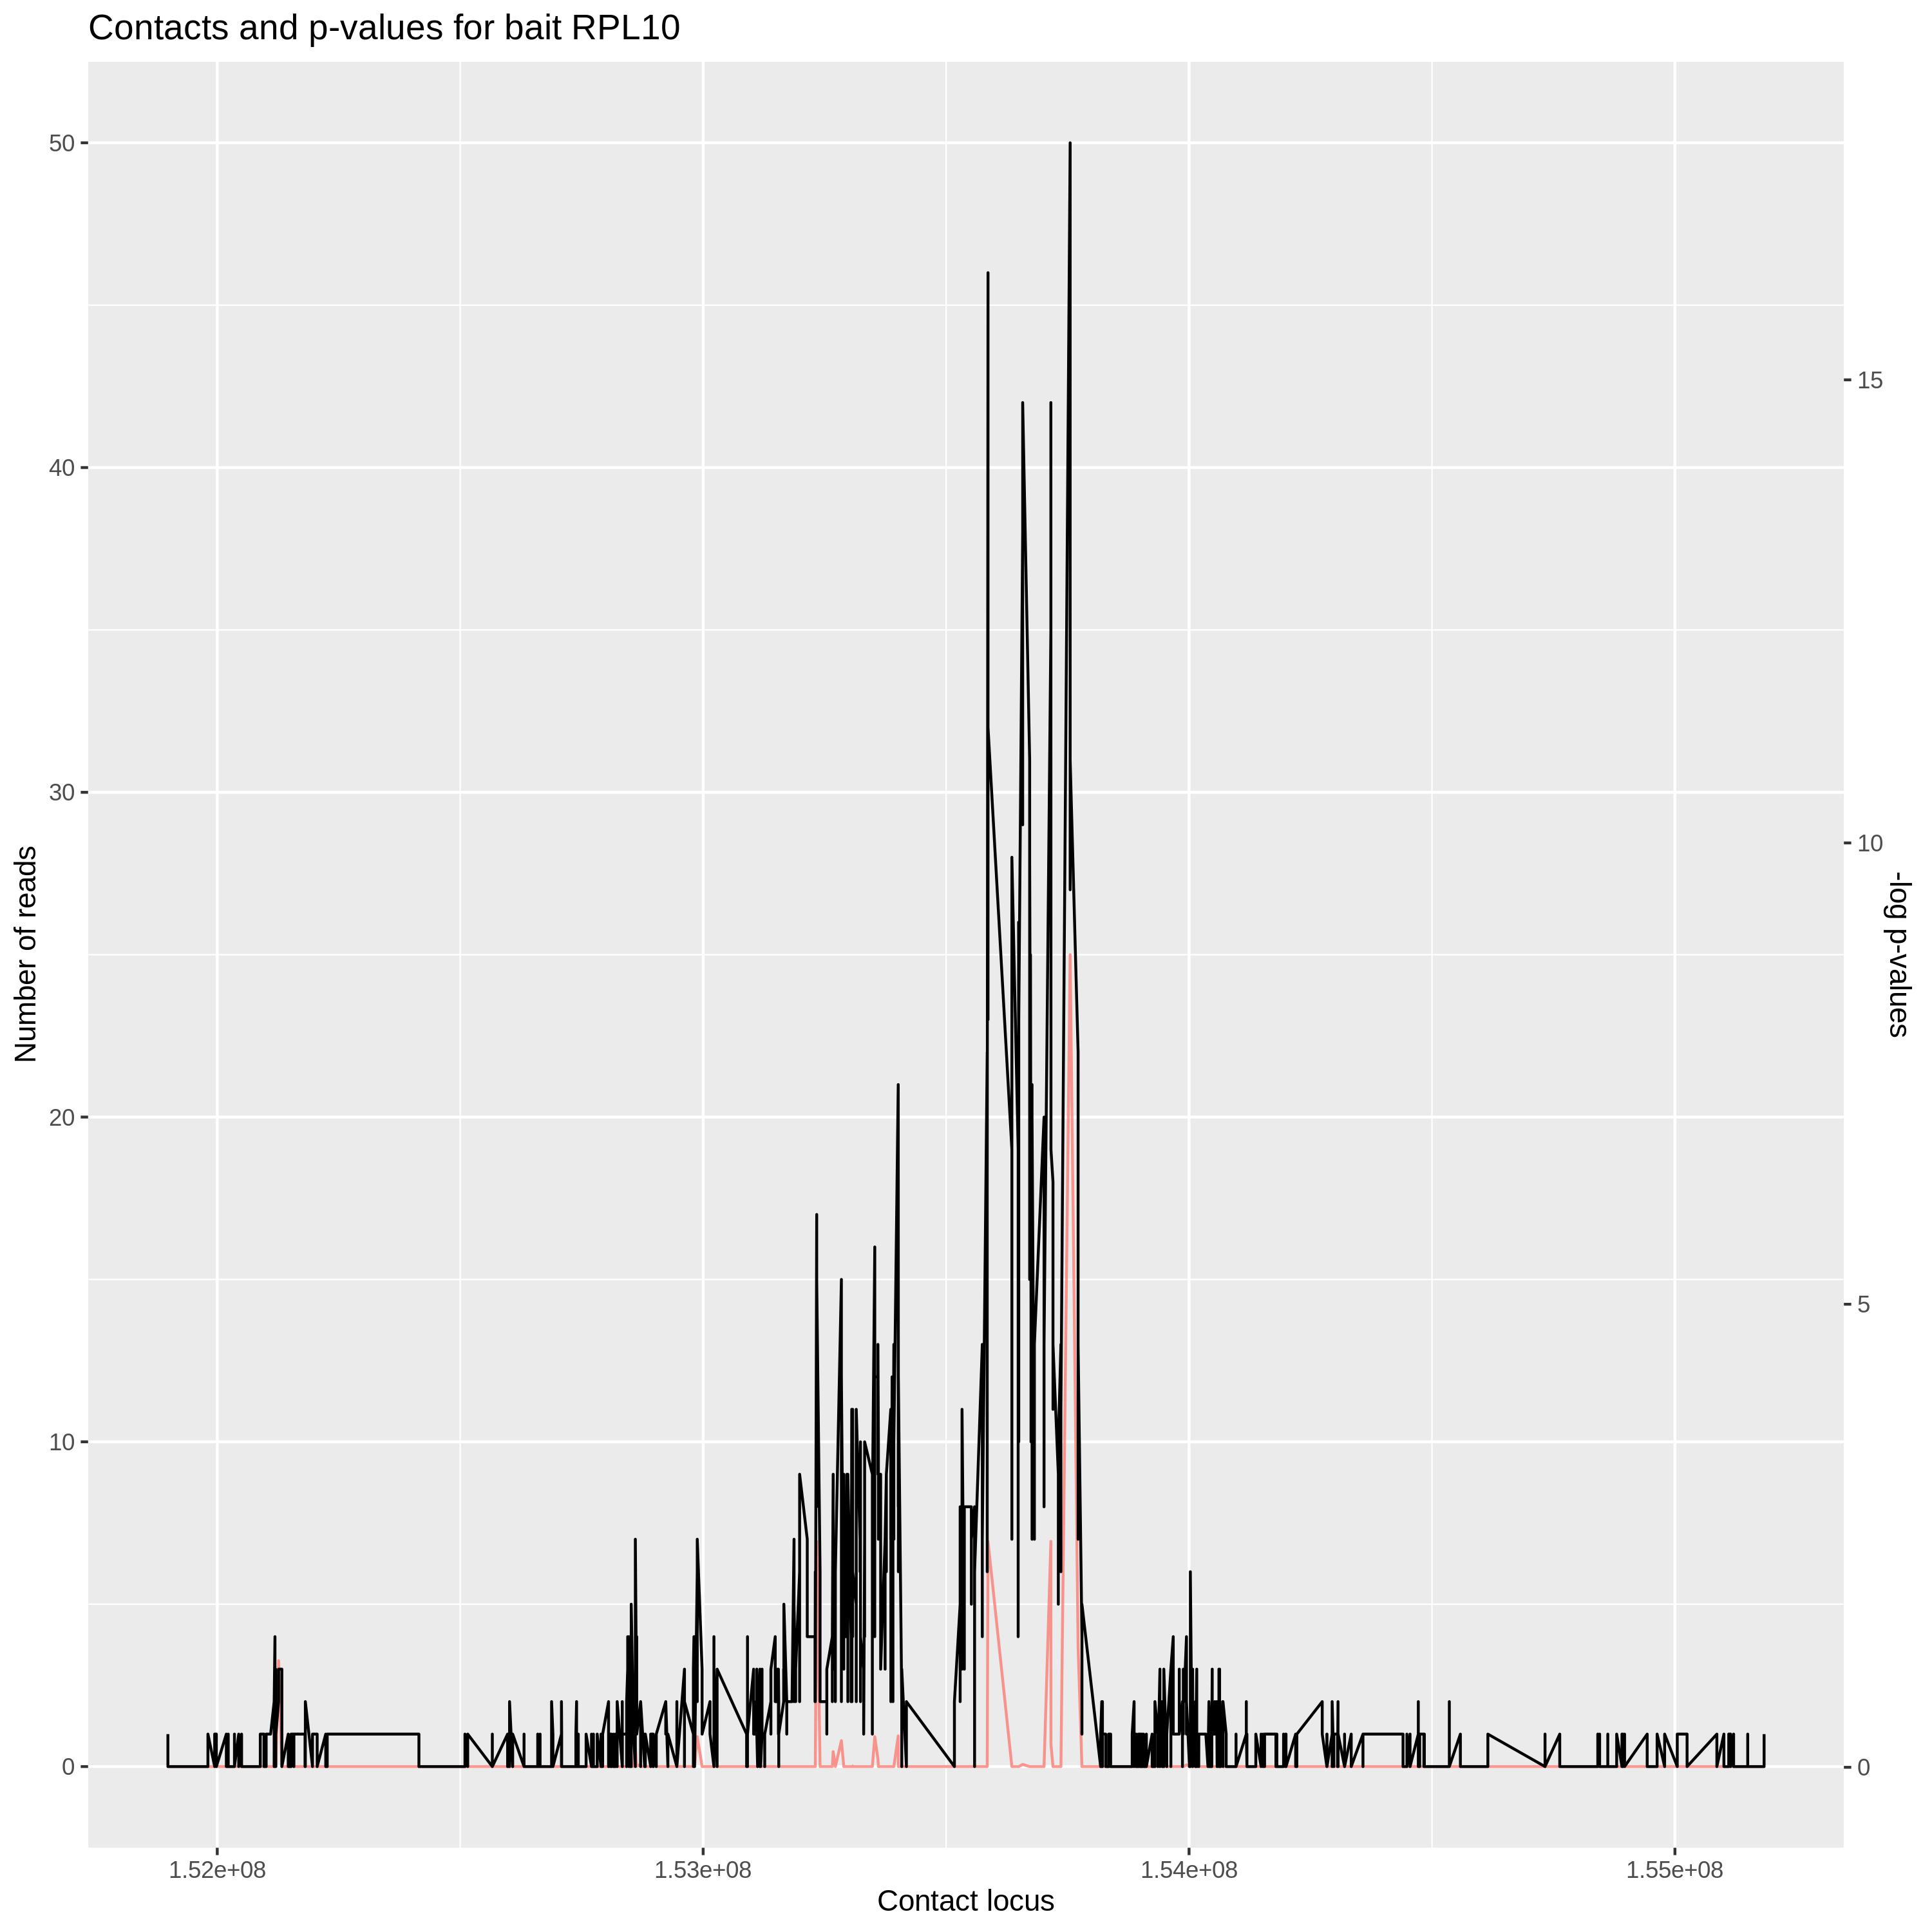 Contacts and p-values for bait RPL10
50
40
30
20
10
0
Number of reads
15
10
5
0
-log p-values
1.52e+08 1.53e+08 1.54e+08 1.55e+08
Contact locus